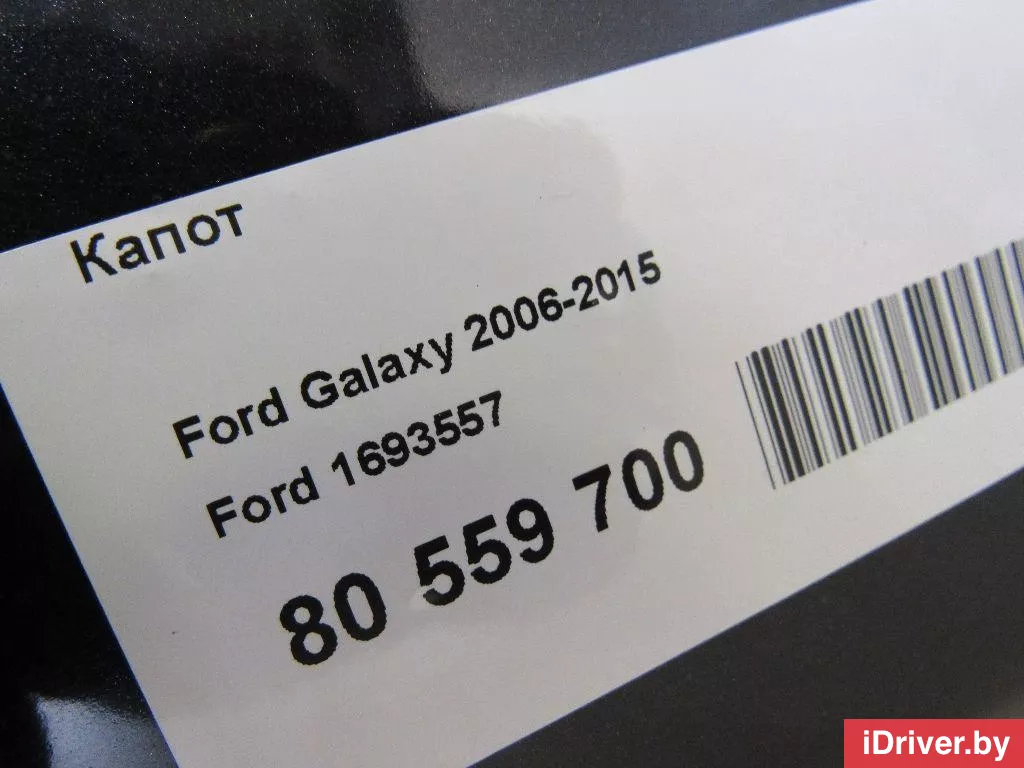 Капот
Ford Galaxy 2006-2015
Ford 1693557
80 559 700
iDriver.by